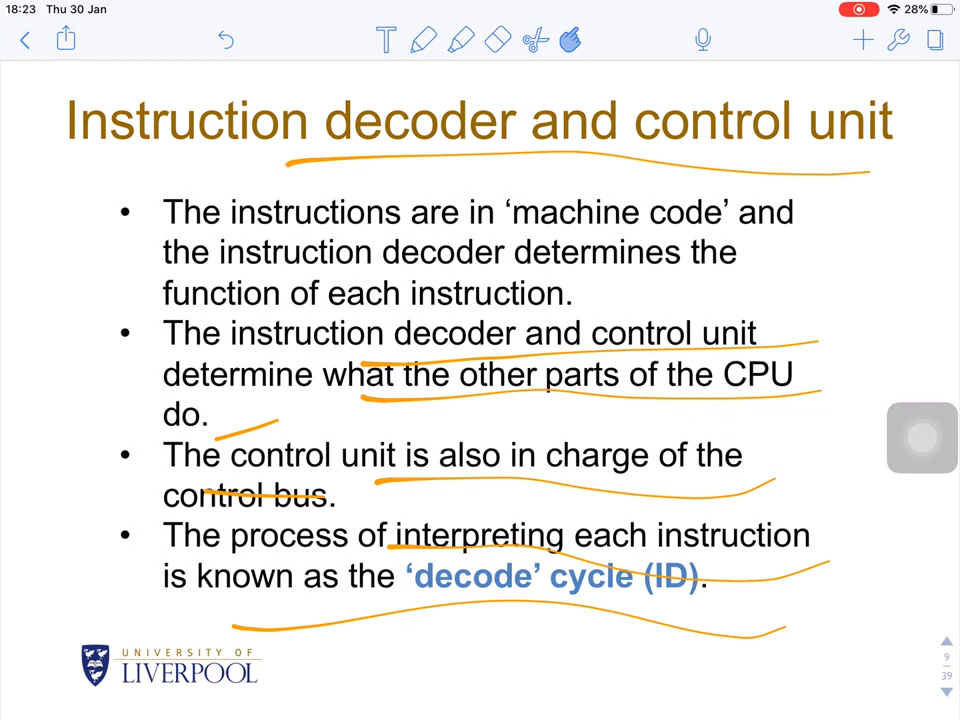 18:23 Thu 30 Jan
28%
T
Instruction decoder and control unit
• The instructions are in ‘machine code’ and
the instruction decoder determines the
function of each instruction.
• The instruction decoder and control unit
determine what the other parts of the CPU
do.
• The control unit is also in charge of the
control bus.
• The process of interpreting each instruction
is known as the ‘decode’ cycle (ID).
UNIVERSITY OF
LIVERPOOL
9
39